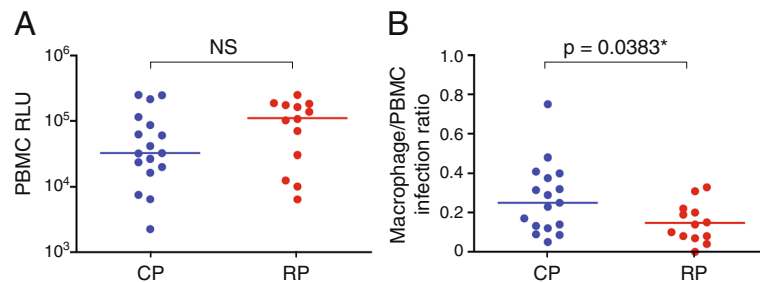 A
PBMC RLU
10⁶
10⁵
10⁴
10³
NS
CP
RP
B
Macrophage/PBMC
infection ratio
1.0
0.8
0.6
0.4
0.2
0
p = 0.0383*
CP
RP